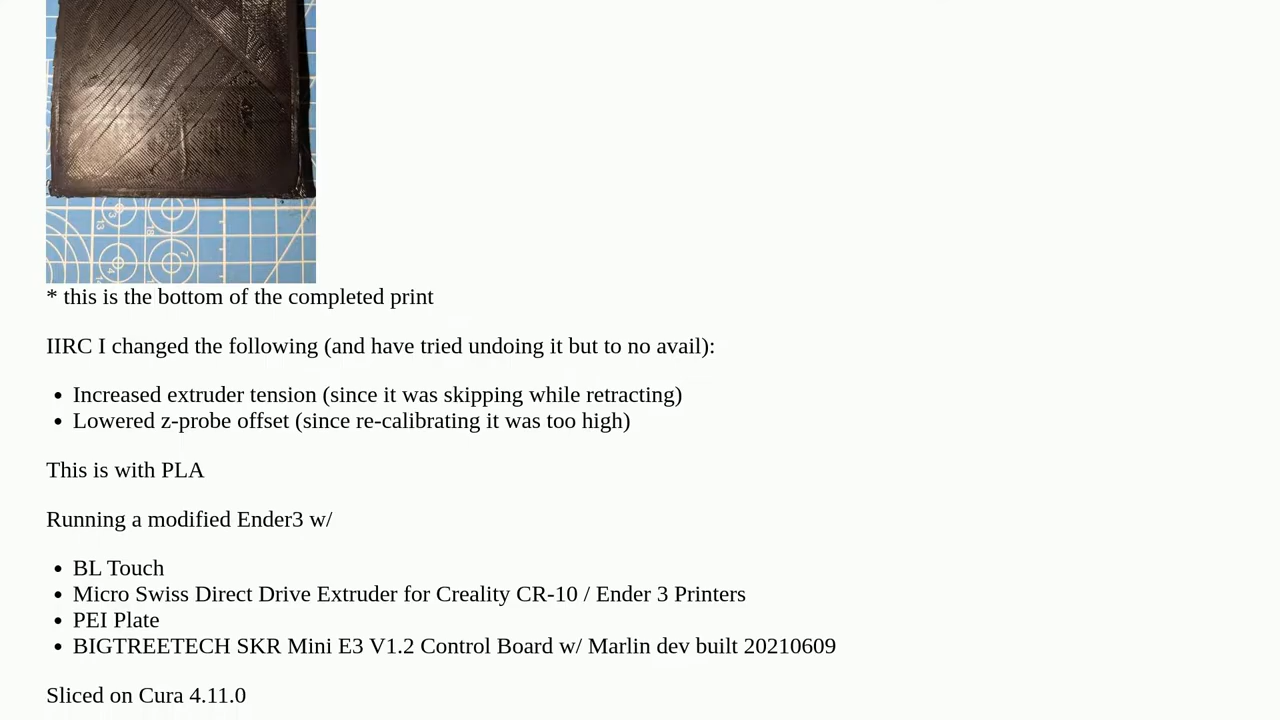 * this is the bottom of the completed print
IIRC I changed the following (and have tried undoing it but to no avail):
• Increased extruder tension (since it was skipping while retracting)
• Lowered z-probe offset (since re-calibrating it was too high)
This is with PLA
Running a modified Ender3 w/
• BL Touch
• Micro Swiss Direct Drive Extruder for Creality CR-10 / Ender 3 Printers
• PEI Plate
• BIGTREETECH SKR Mini E3 V1.2 Control Board w/ Marlin dev built 20210609
Sliced on Cura 4.11.0